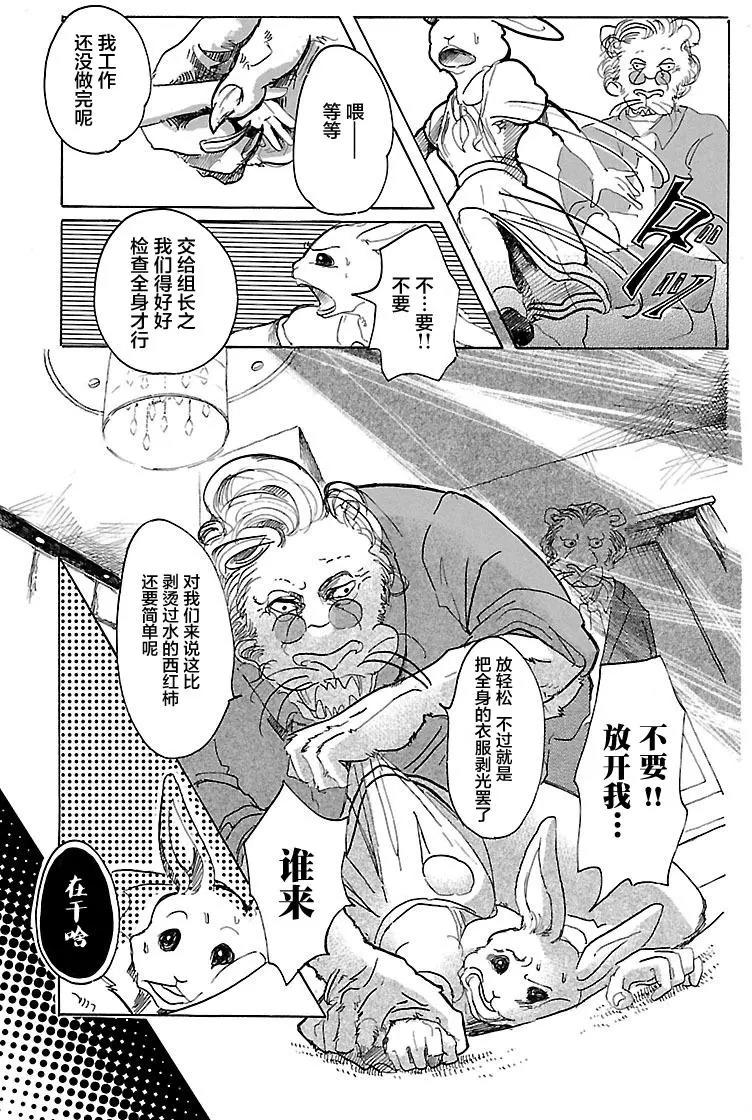 喂——
等等
我工作
还没做完呢
ダダッ
不…要!!
不要
交给组长之
我们得好好
检查全身才行
不要!!
放开我…
放轻松 不过就是
把全身的衣服剥光罢了
对我们来说这比
剥烫过水的西红柿
还要简单呢
谁来
在干啥